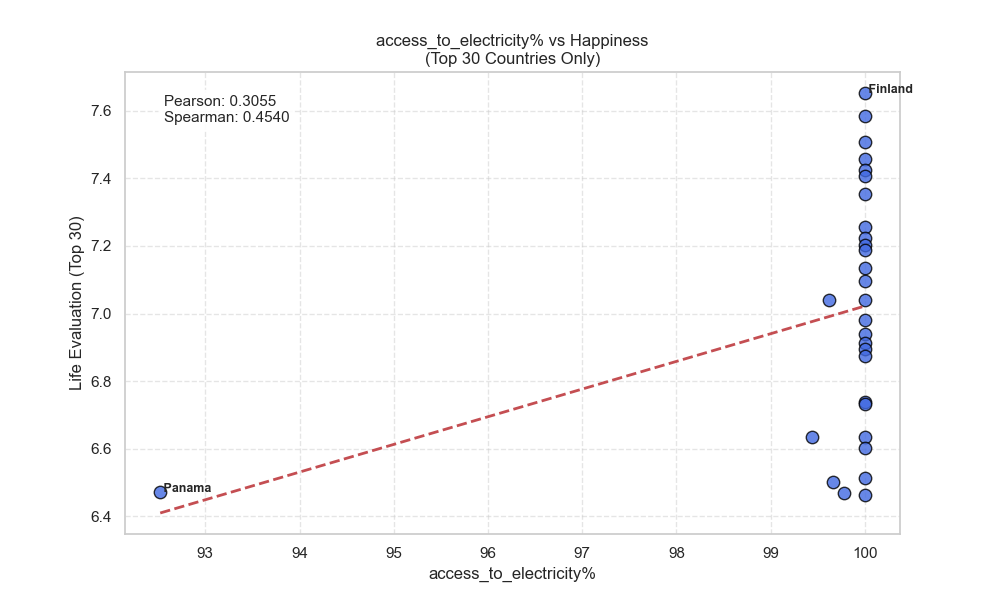 access_to_electricity% vs Happiness
(Top 30 Countries Only)
Pearson: 0.3055
Spearman: 0.4540
Finland
Panama
Life Evaluation (Top 30)
7.6
7.4
7.2
7.0
6.8
6.6
6.4
93 94 95 96 97 98 99 100
access_to_electricity%